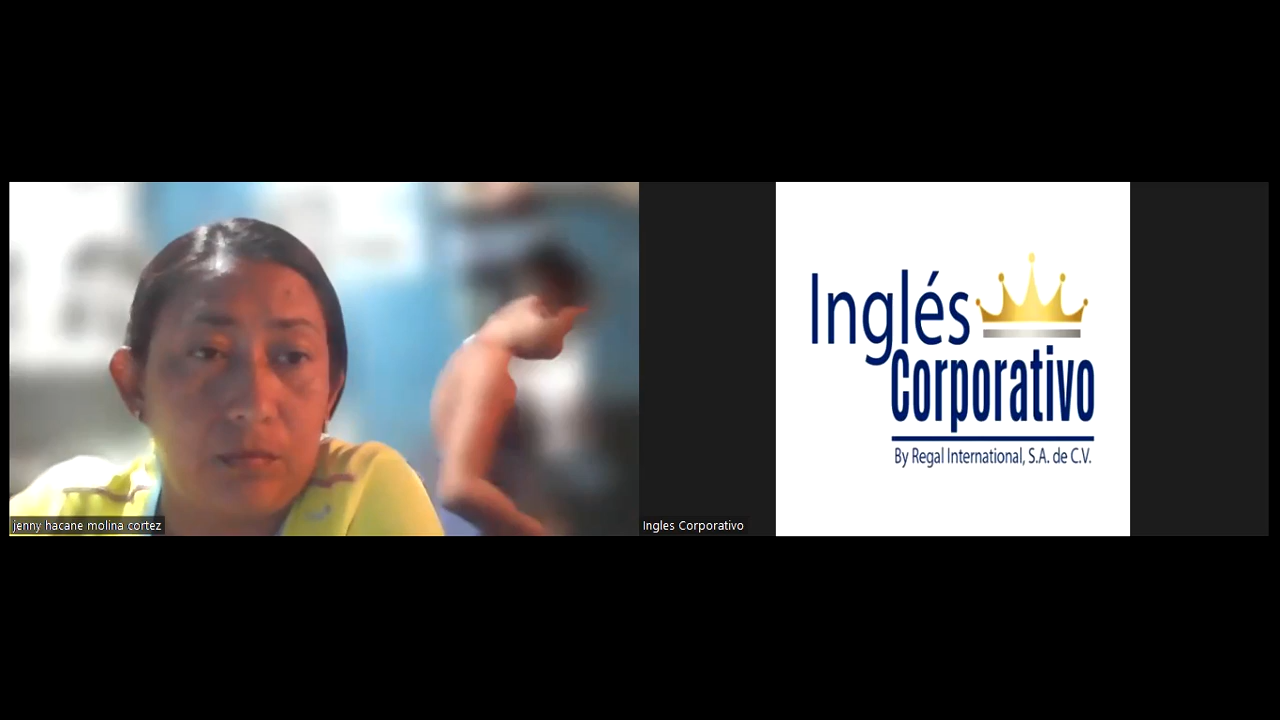 Inglés
Corporativo
By Regal International, S.A. de C.V.
jenny hacane molina cortez
Ingles Corporativo